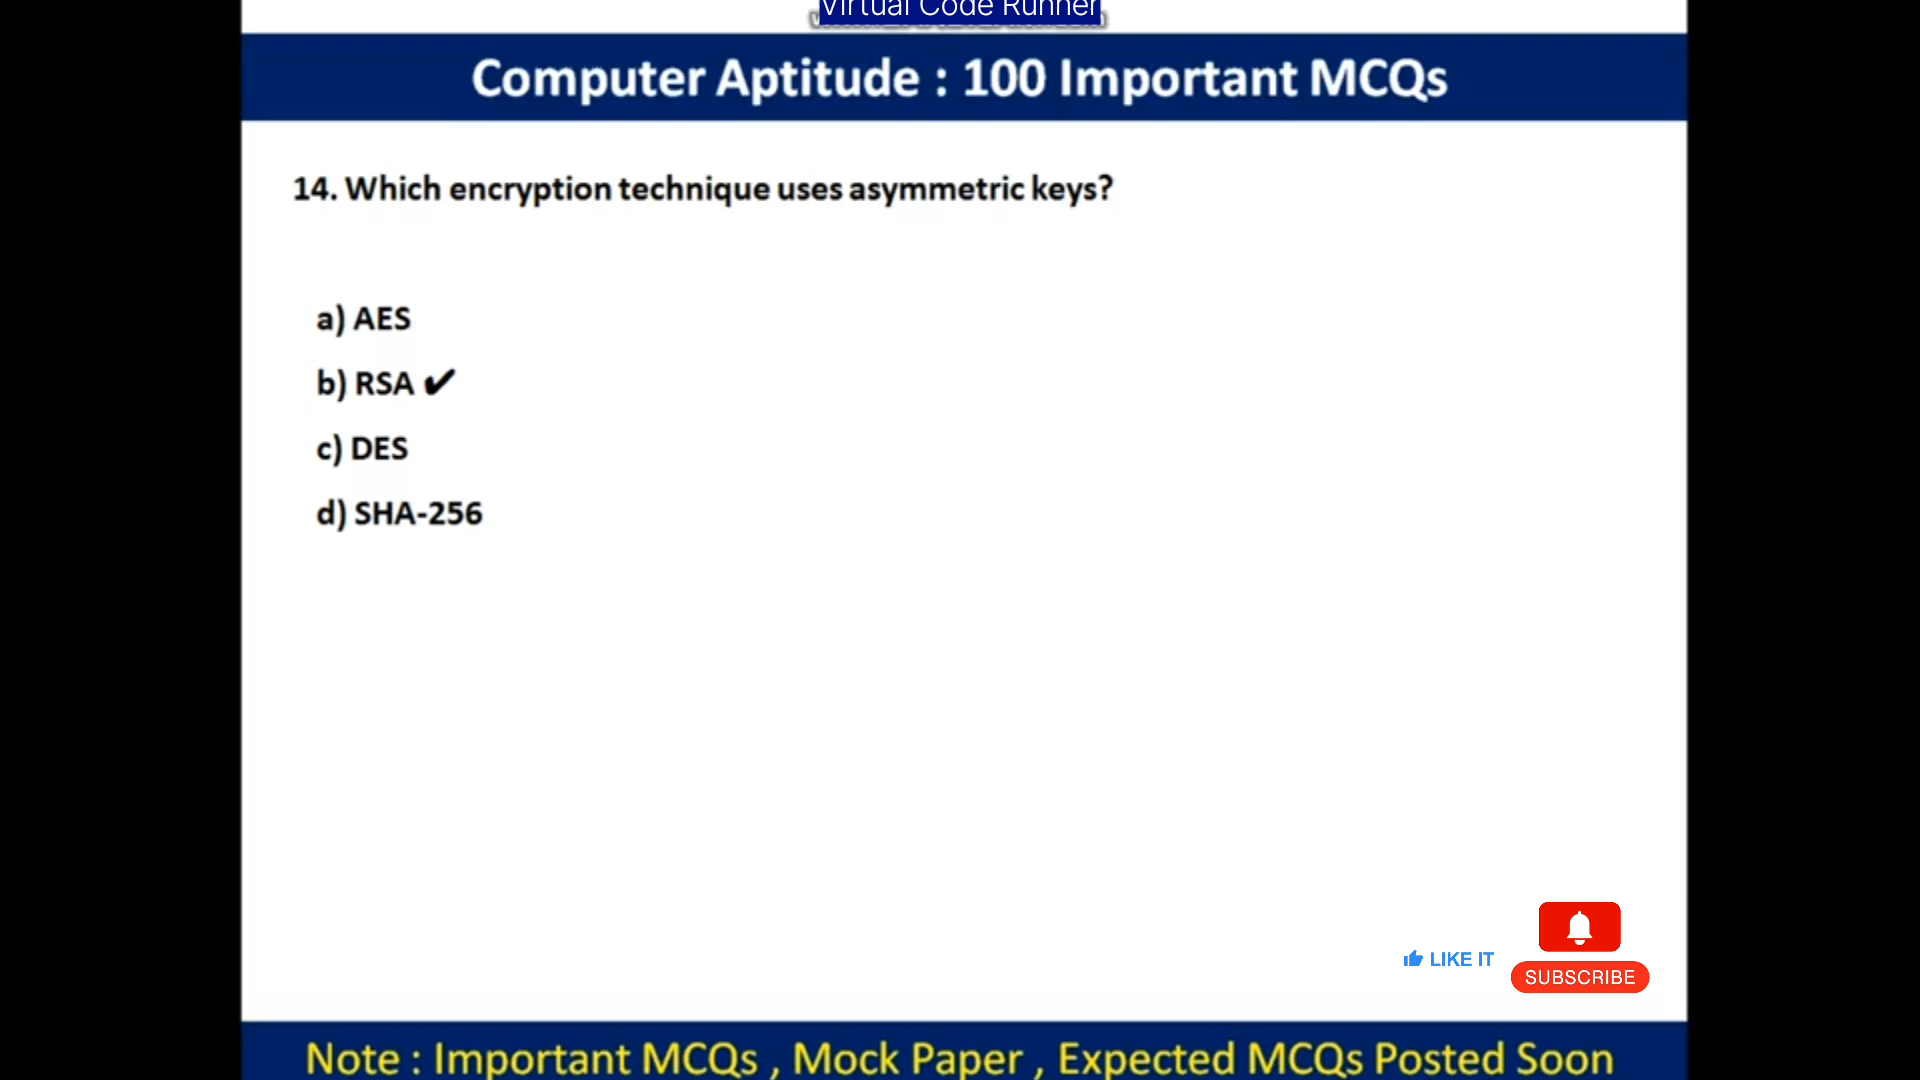 Virtual Code Runner
Computer Aptitude : 100 Important MCQs
14. Which encryption technique uses asymmetric keys?
a) AES
b) RSA ✔
c) DES
d) SHA-256
LIKE IT
SUBSCRIBE
Note : Important MCQs , Mock Paper , Expected MCQs Posted Soon